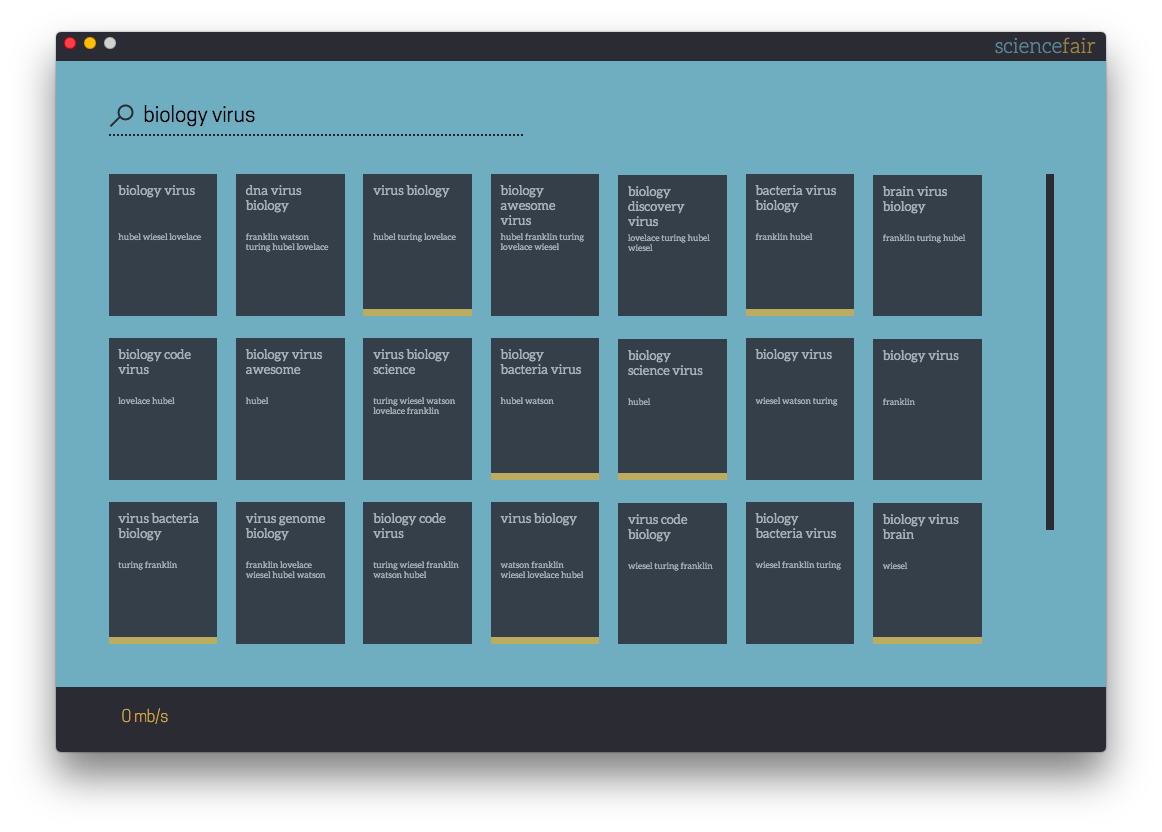 sciencefair
biology virus
biology virus
hubel wiesel lovelace
dna virus
biology
franklin watson
turing hubel lovelace
virus biology
hubel turing lovelace
biology
awesome
virus
hubel franklin turing
lovelace wiesel
biology
discovery
virus
lovelace turing hubel
wiesel
bacteria virus
biology
franklin hubel
brain virus
biology
franklin turing hubel
biology code
virus
lovelace hubel
biology virus
awesome
hubel
virus biology
science
turing wiesel watson
lovelace franklin
biology
bacteria virus
hubel watson
biology
science virus
hubel
biology virus
wiesel watson turing
biology virus
franklin
virus bacteria
biology
turing franklin
virus genome
biology
franklin lovelace
wiesel hubel watson
biology code
virus
turing wiesel franklin
watson hubel
virus biology
watson franklin
wiesel lovelace hubel
virus code
biology
wiesel turing franklin
biology
bacteria virus
wiesel franklin turing
biology virus
brain
wiesel
0 mb/s